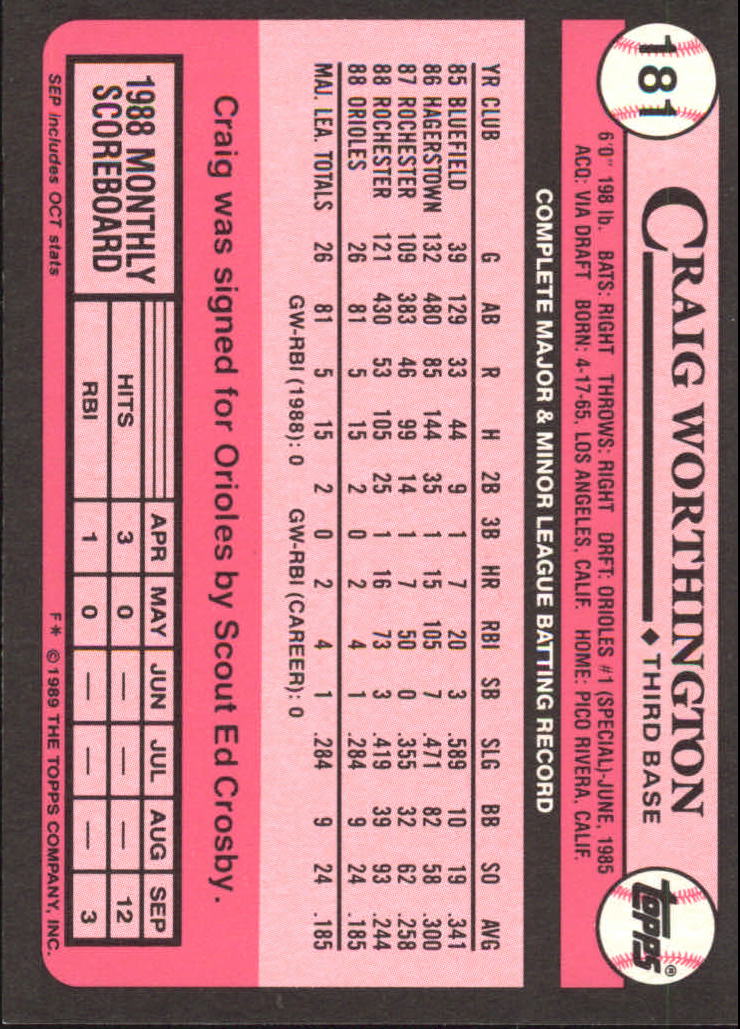 181
CRAIG WORTHINGTON
◆ THIRD BASE
topps®
6'0" 198 lb. BATS: RIGHT THROWS: RIGHT DRFT: ORIOLES #1 (SPECIAL)-JUNE, 1985
ACQ: VIA DRAFT BORN: 4-17-65, LOS ANGELES, CALIF. HOME: PICO RIVERA, CALIF.
COMPLETE MAJOR & MINOR LEAGUE BATTING RECORD
YR CLUB G AB R H 2B 3B HR RBI SB SLG BB SO AVG
85 BLUEFIELD 39 129 33 44 9 1 7 20 3 .589 10 19 .341
86 HAGERSTOWN 132 480 85 144 35 1 15 105 7 .471 82 58 .300
87 ROCHESTER 109 383 46 99 14 1 7 50 0 .355 32 62 .258
88 ROCHESTER 121 430 53 105 25 1 16 73 3 .419 39 93 .244
88 ORIOLES 26 81 5 15 2 0 2 4 1 .284 9 24 .185
MAJ. LEA. TOTALS 26 81 5 15 2 0 2 4 1 .284 9 24 .185
GW-RBI (1988): 0 GW-RBI (CAREER): 0
Craig was signed for Orioles by Scout Ed Crosby.
1988 MONTHLY
SCOREBOARD
APR MAY JUN JUL AUG SEP
HITS 3 0 — — — 12
RBI 1 0 — — — 3
SEP includes OCT stats
F* © 1989 THE TOPPS COMPANY, INC.